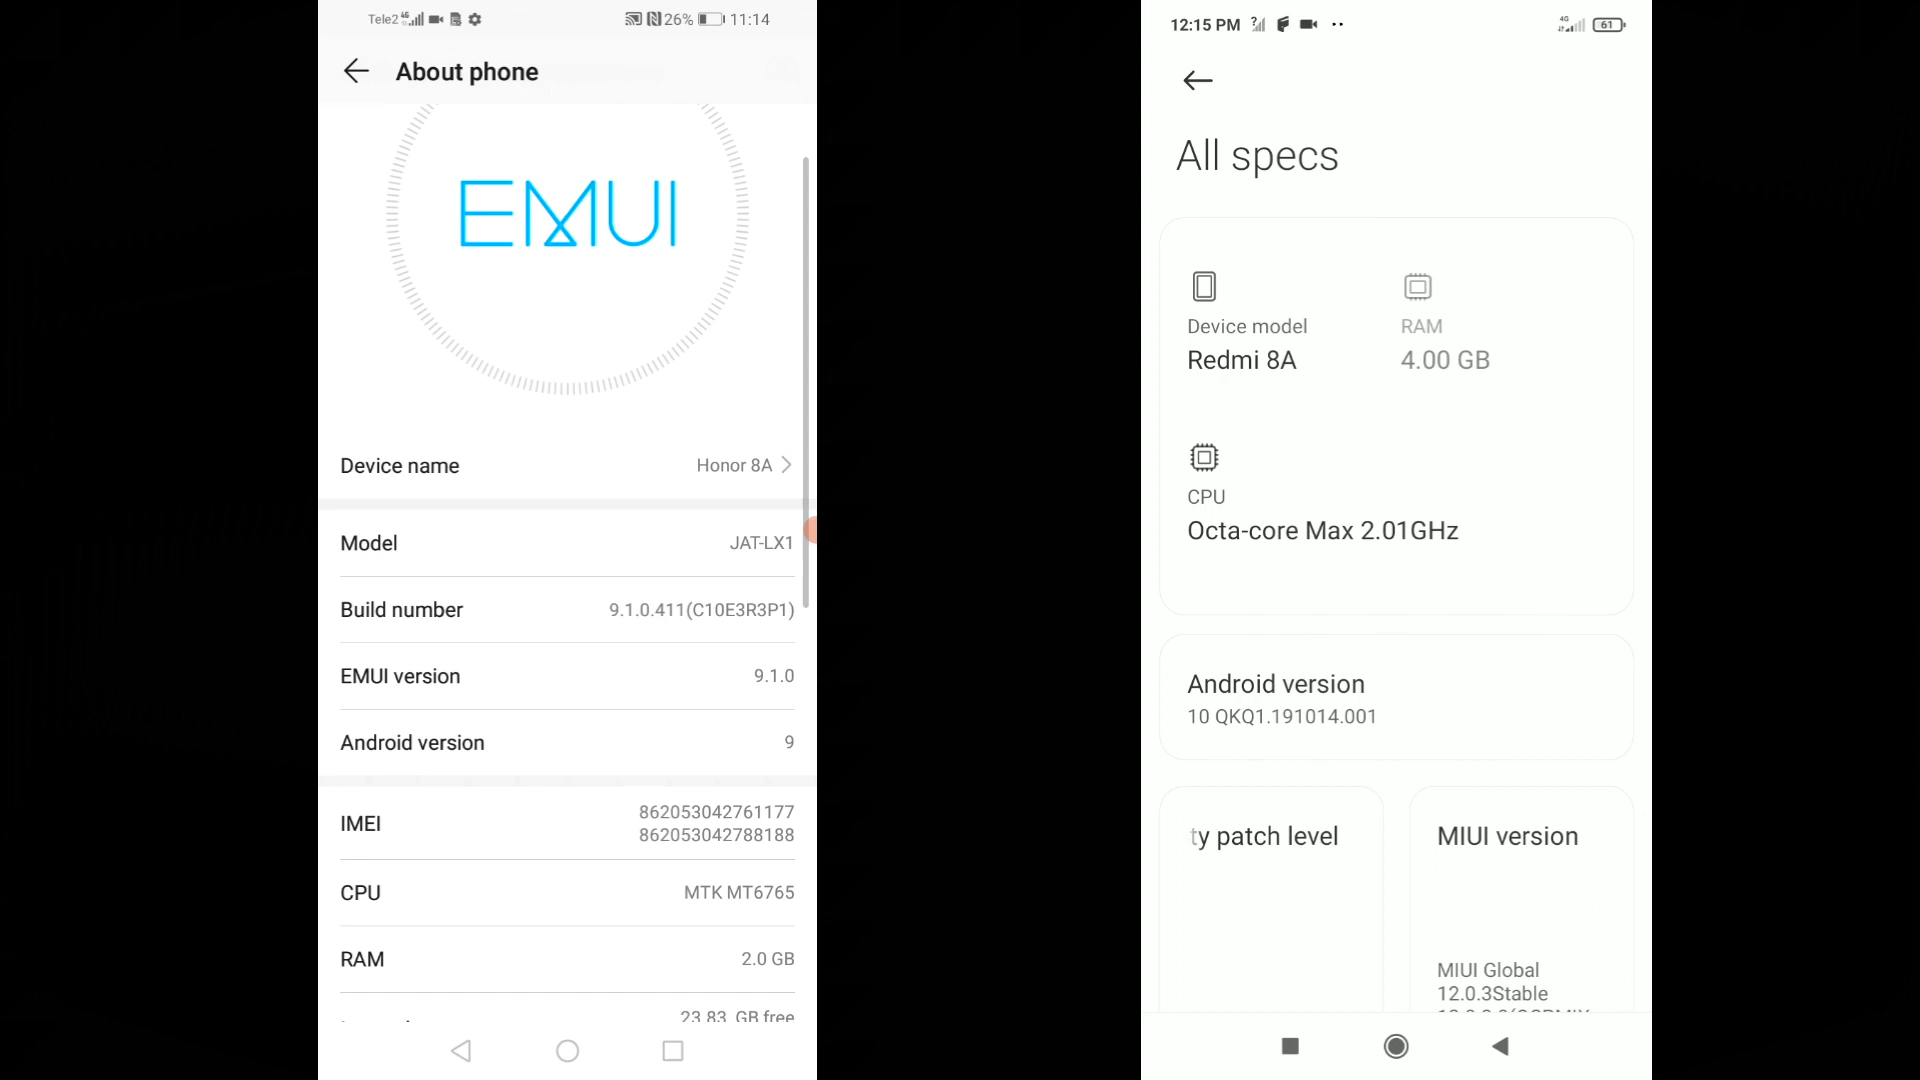 Tele2 4G 26% 11:14
About phone
EMUI
Device name Honor 8A
Model JAT-LX1
Build number 9.1.0.411(C10E3R3P1)
EMUI version 9.1.0
Android version 9
IMEI 862053042761177
862053042788188
CPU MTK MT6765
RAM 2.0 GB
23.83 GB free
12:15 PM 4G 61
All specs
Device model RAM
Redmi 8A 4.00 GB
CPU
Octa-core Max 2.01GHz
Android version
10 QKQ1.191014.001
ty patch level MIUI version
MIUI Global
12.0.3Stable